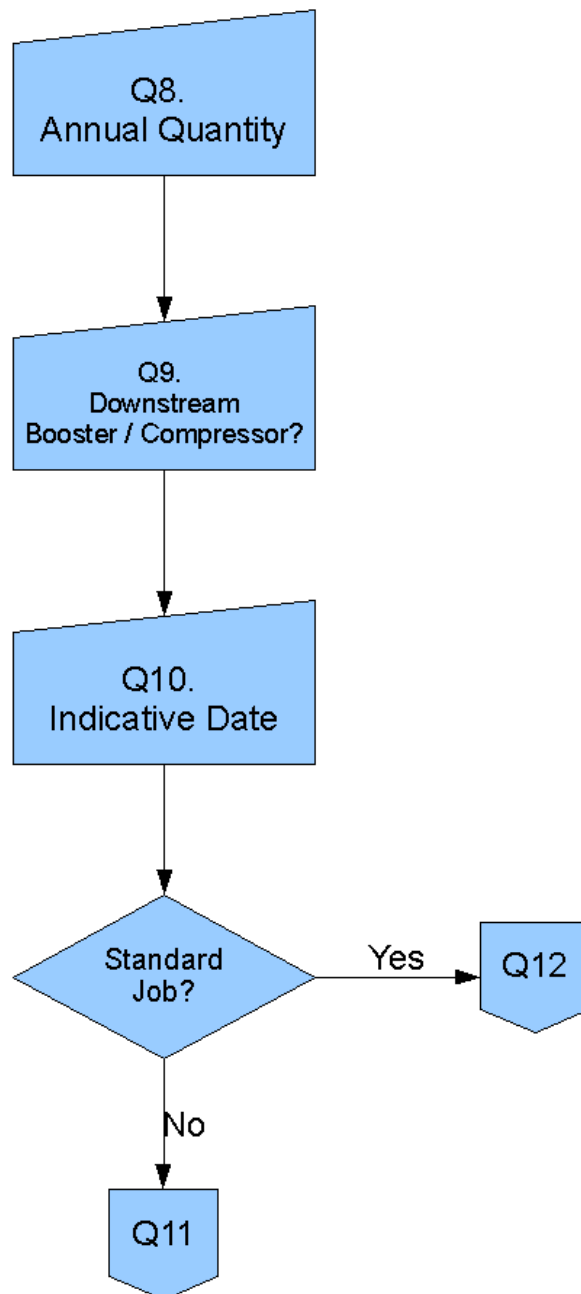 Q8.
Annual Quantity
Q9.
Downstream
Booster / Compressor?
Q10.
Indicative Date
Standard
Job?
Yes
Q12
No
Q11